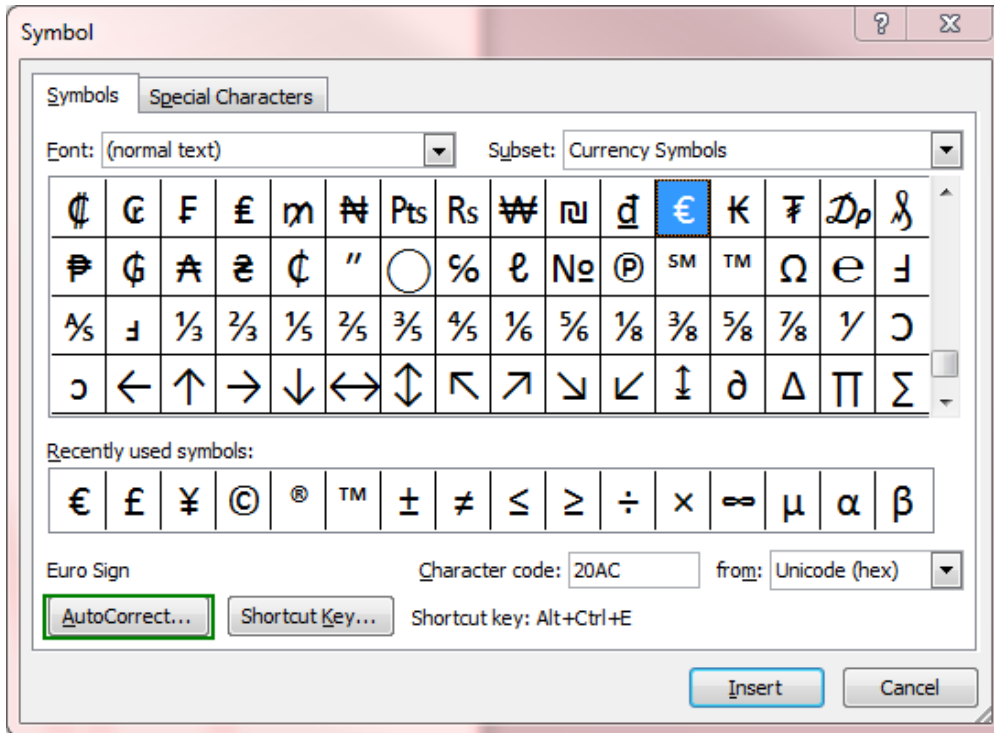 Symbol
Symbols Special Characters
Font: (normal text) Subset: Currency Symbols
₡ ₢ ₣ ₤ ₥ ₦ ₧ ₨ ₩ ₪ ₫ € ₭ ₮ ₯ ₰
₱ ₲ ₳ ₴ ₵ ″ ◯ ℅ ℓ № ℗ ℠ ™ Ω ℮ Ⅎ
⅍ ⅎ ⅓ ⅔ ⅕ ⅖ ⅗ ⅘ ⅙ ⅚ ⅛ ⅜ ⅝ ⅞ ⅟ Ↄ
ↄ ← ↑ → ↓ ↔ ↕ ↖ ↗ ↘ ↙ ↨ ∂ ∆ ∏ ∑
Recently used symbols:
€ £ ¥ © ® ™ ± ≠ ≤ ≥ ÷ × ∞ µ α β
Euro Sign Character code: 20AC from: Unicode (hex)
AutoCorrect... Shortcut Key... Shortcut key: Alt+Ctrl+E
Insert Cancel